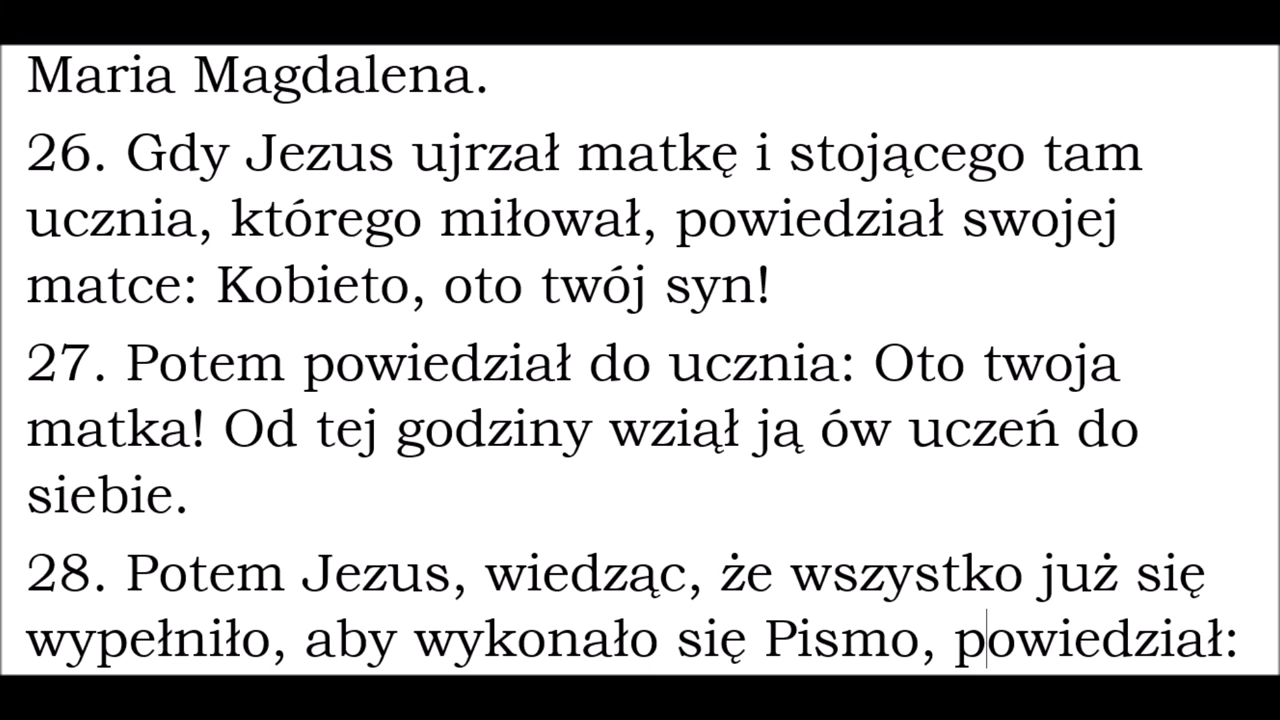 Maria Magdalena.
26. Gdy Jezus ujrzał matkę i stojącego tam
ucznia, którego miłował, powiedział swojej
matce: Kobieto, oto twój syn!
27. Potem powiedział do ucznia: Oto twoja
matka! Od tej godziny wziął ją ów uczeń do
siebie.
28. Potem Jezus, wiedząc, że wszystko już się
wypełniło, aby wykonało się Pismo, powiedział: